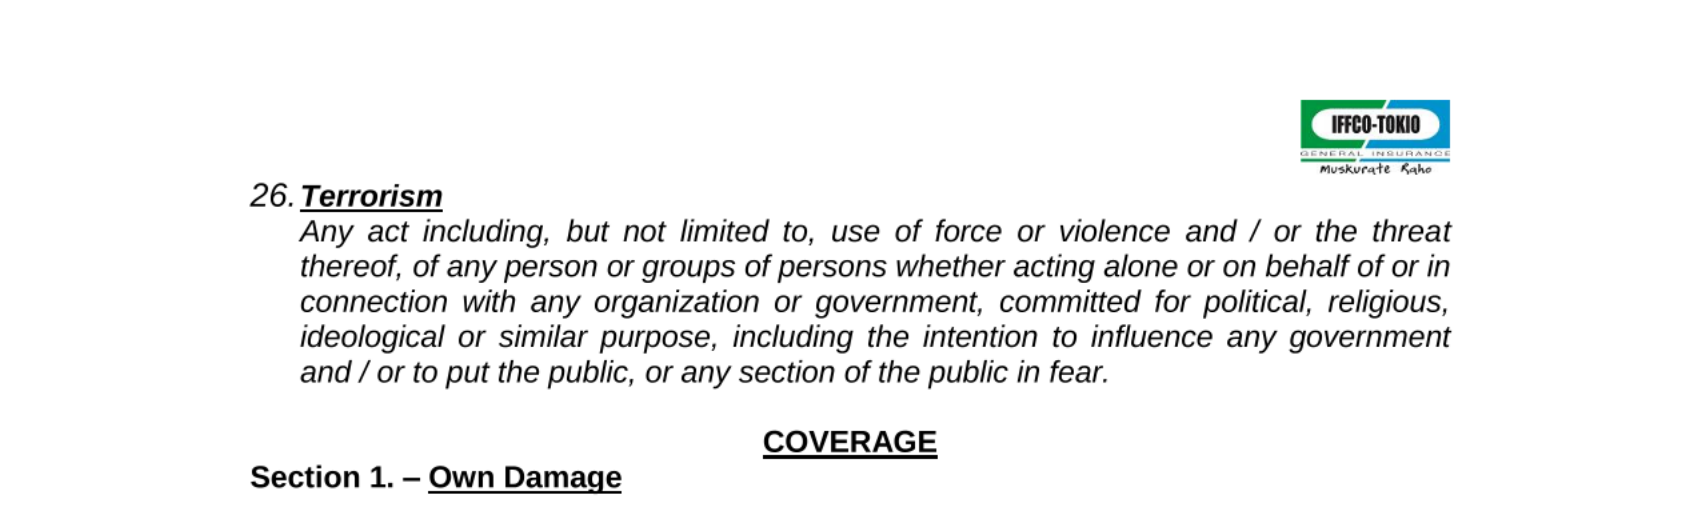 IFFCO-TOKIO
GENERAL INSURANCE
Muskurate Raho
26. Terrorism
Any act including, but not limited to, use of force or violence and / or the threat
thereof, of any person or groups of persons whether acting alone or on behalf of or in
connection with any organization or government, committed for political, religious,
ideological or similar purpose, including the intention to influence any government
and / or to put the public, or any section of the public in fear.
COVERAGE
Section 1. – Own Damage